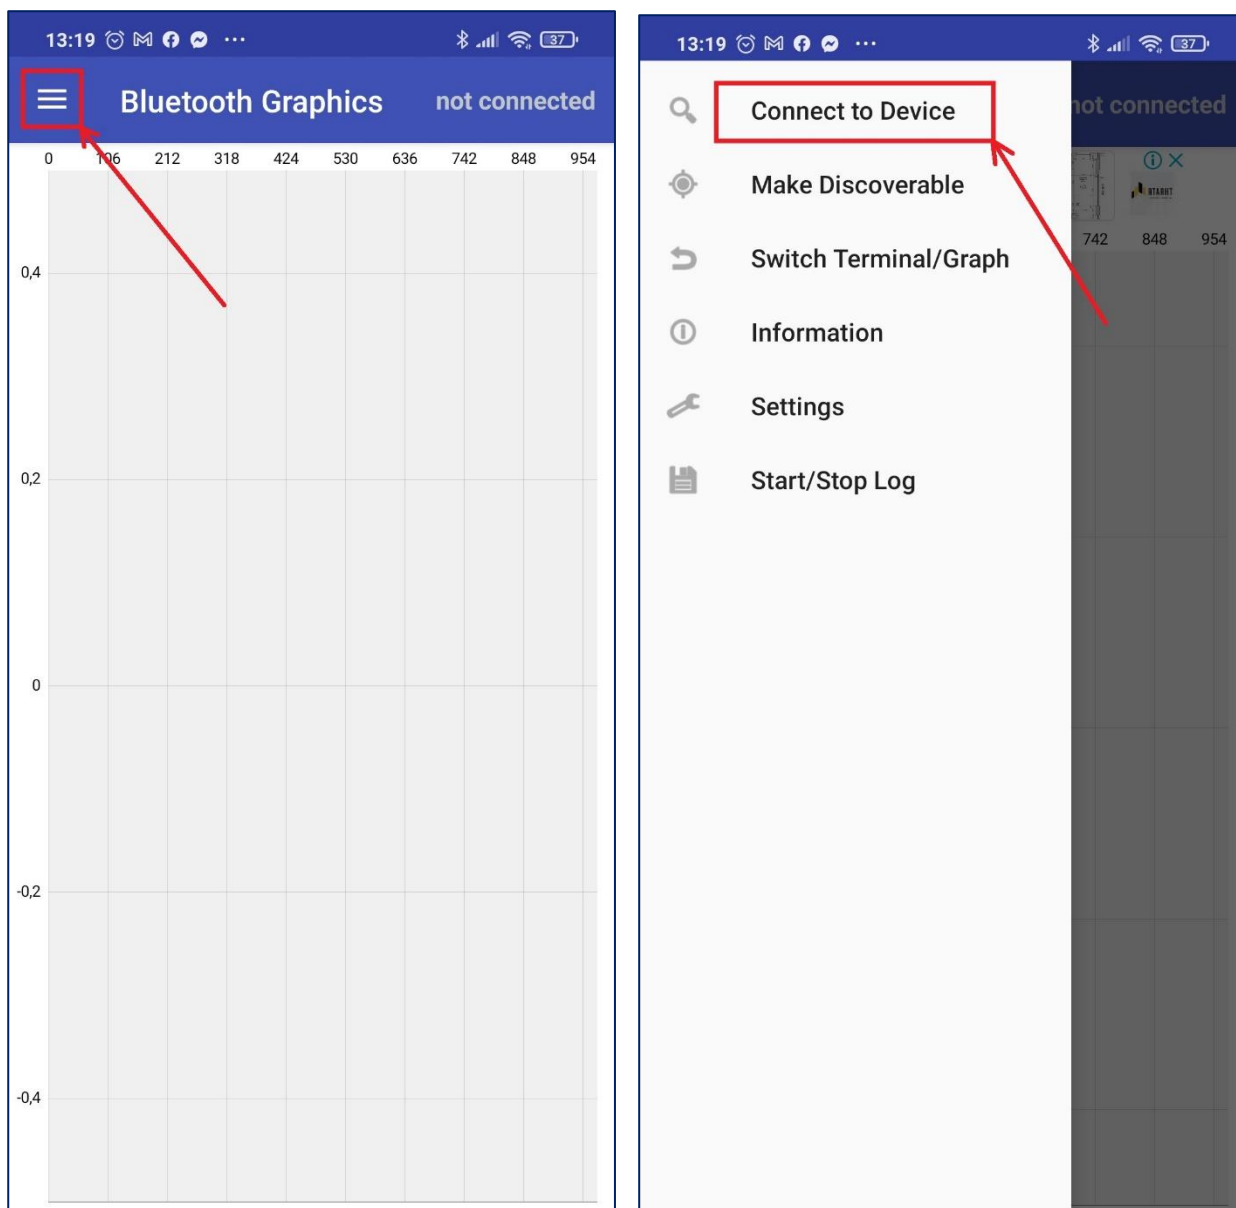 13:19 ... 37
Bluetooth Graphics not connected
0 106 212 318 424 530 636 742 848 954
0,4
0,2
0
-0,2
-0,4
13:19 ... 37
Connect to Device not connected
Make Discoverable
Switch Terminal/Graph 742 848 954
Information
Settings
Start/Stop Log